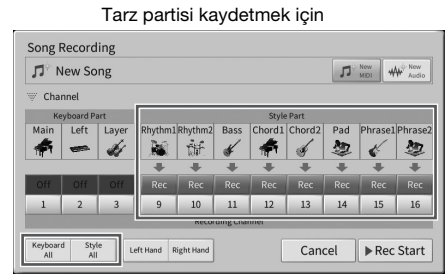 Tarz partisi kaydetmek için
Song Recording
New Song
New MIDI
New Audio
Channel
Keyboard Part
Style Part
Main Left Layer Rhythm1 Rhythm2 Bass Chord1 Chord2 Pad Phrase1 Phrase2
Off Off Off Rec Rec Rec Rec Rec Rec Rec Rec
1 2 3 9 10 11 12 13 14 15 16
Recording Channel
Keyboard All
Style All
Left Hand Right Hand Cancel Rec Start